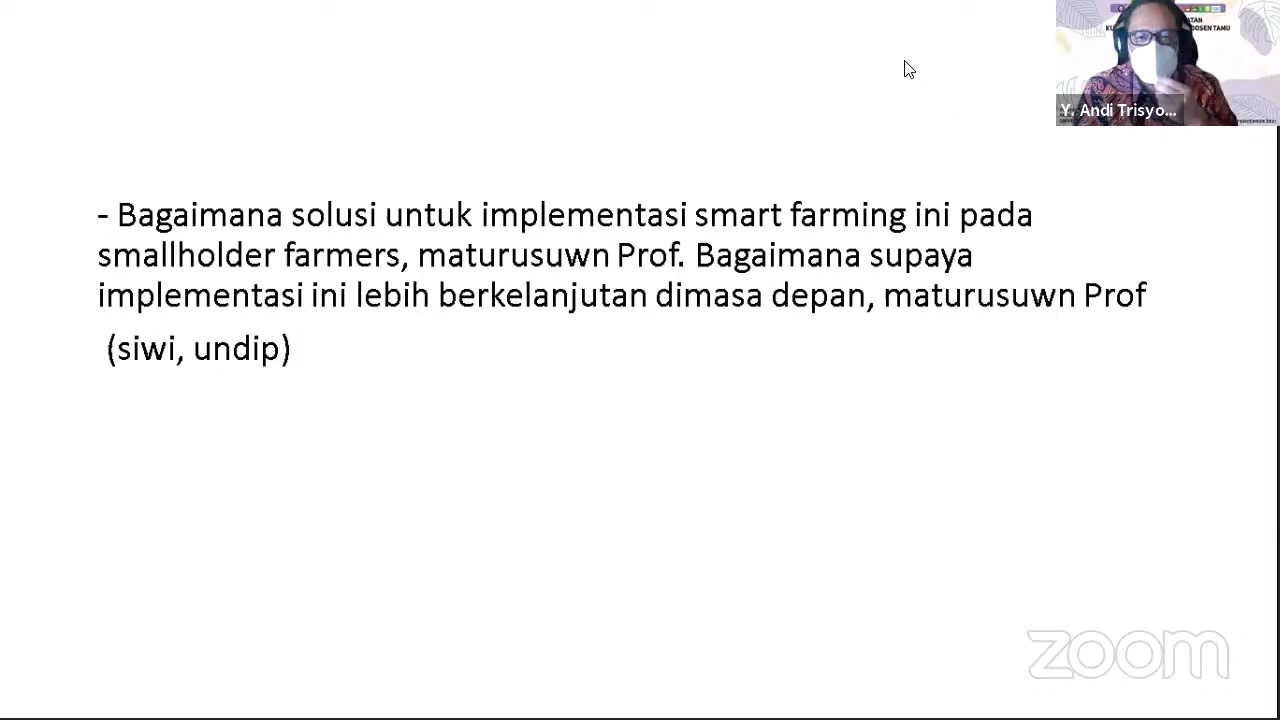 Y. Andi Trisyo...
- Bagaimana solusi untuk implementasi smart farming ini pada
smallholder farmers, maturusuwn Prof. Bagaimana supaya
implementasi ini lebih berkelanjutan dimasa depan, maturusuwn Prof
(siwi, undip)
zoom